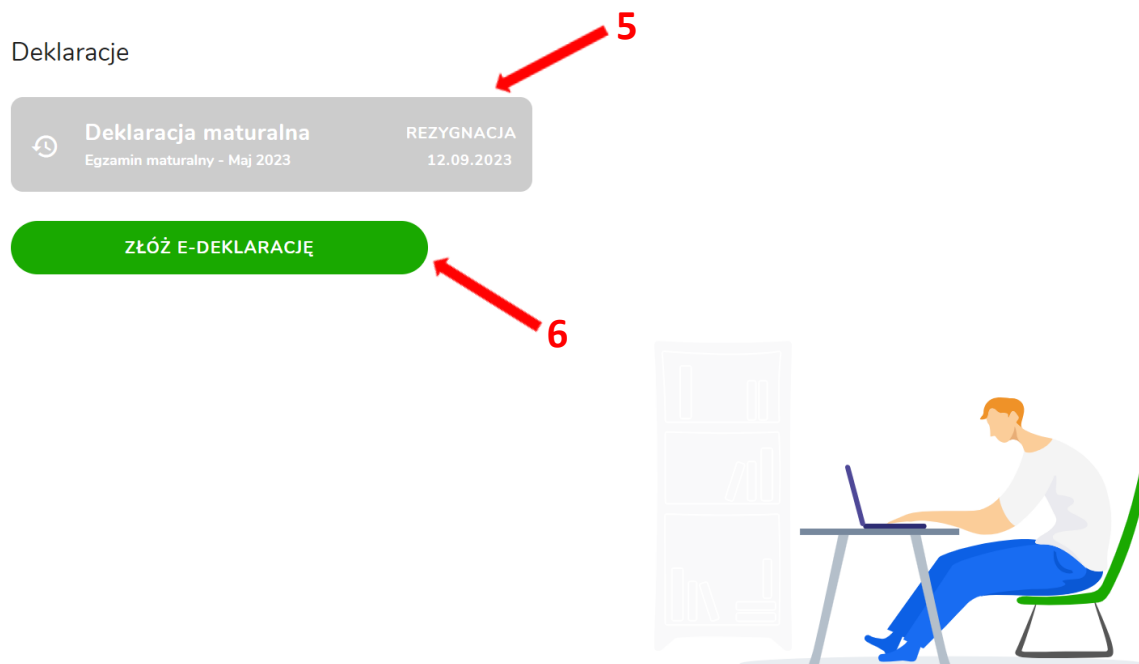 5
Deklaracje
Deklaracja maturalna
REZYGNACJA
Egzamin maturalny - Maj 2023
12.09.2023
ZŁÓŻ E-DEKLARACJĘ
6